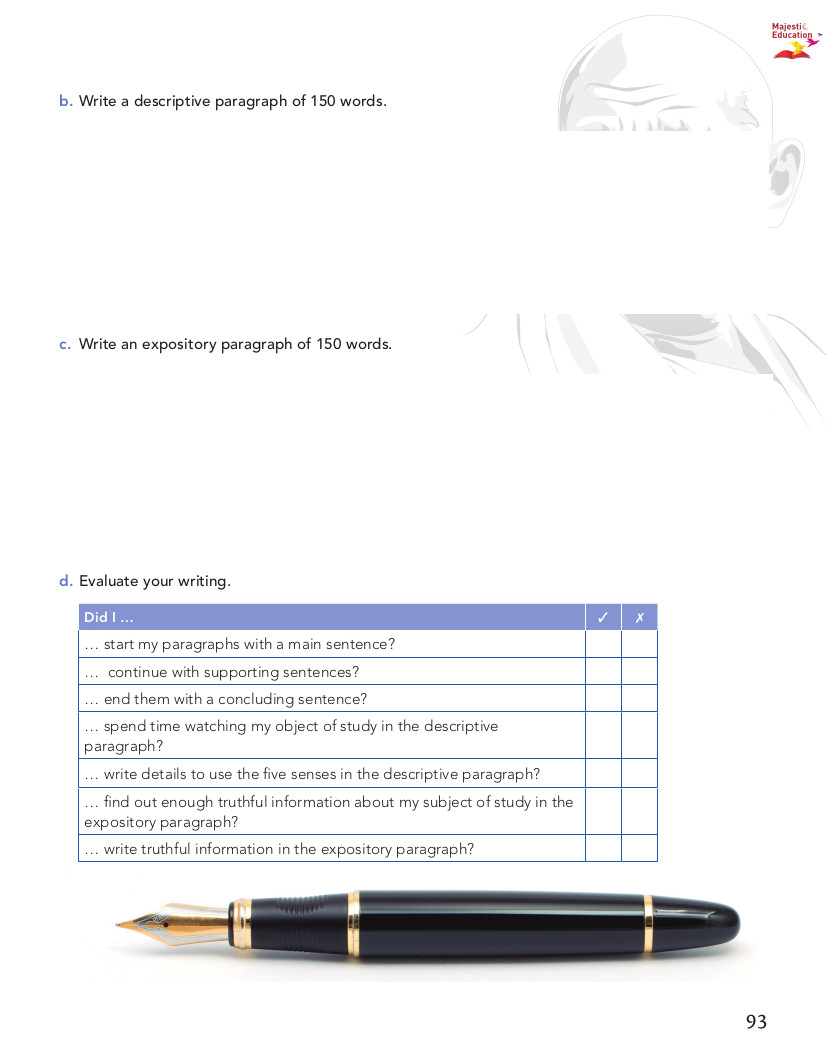 Majestic
Education
b. Write a descriptive paragraph of 150 words.
c. Write an expository paragraph of 150 words.
d. Evaluate your writing.
Did I ... ✓ ✗
... start my paragraphs with a main sentence?
... continue with supporting sentences?
... end them with a concluding sentence?
... spend time watching my object of study in the descriptive
paragraph?
... write details to use the five senses in the descriptive paragraph?
... find out enough truthful information about my subject of study in the
expository paragraph?
... write truthful information in the expository paragraph?
93